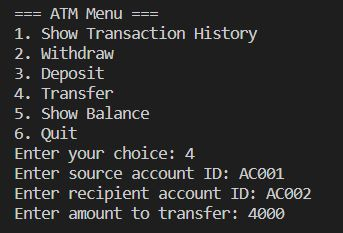 === ATM Menu ===
1. Show Transaction History
2. Withdraw
3. Deposit
4. Transfer
5. Show Balance
6. Quit
Enter your choice: 4
Enter source account ID: AC001
Enter recipient account ID: AC002
Enter amount to transfer: 4000